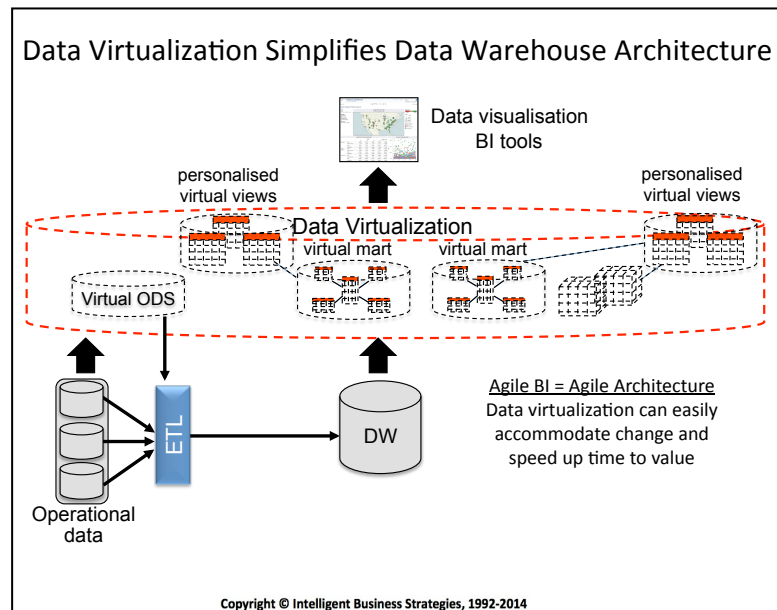 Data Virtualization Simplifies Data Warehouse Architecture
Data visualisation
BI tools
personalised
virtual views
personalised
virtual views
Data Virtualization
virtual mart
virtual mart
Virtual ODS
ETL
DW
Operational
data
Agile BI = Agile Architecture
Data virtualization can easily
accommodate change and
speed up time to value
Copyright © Intelligent Business Strategies, 1992-2014